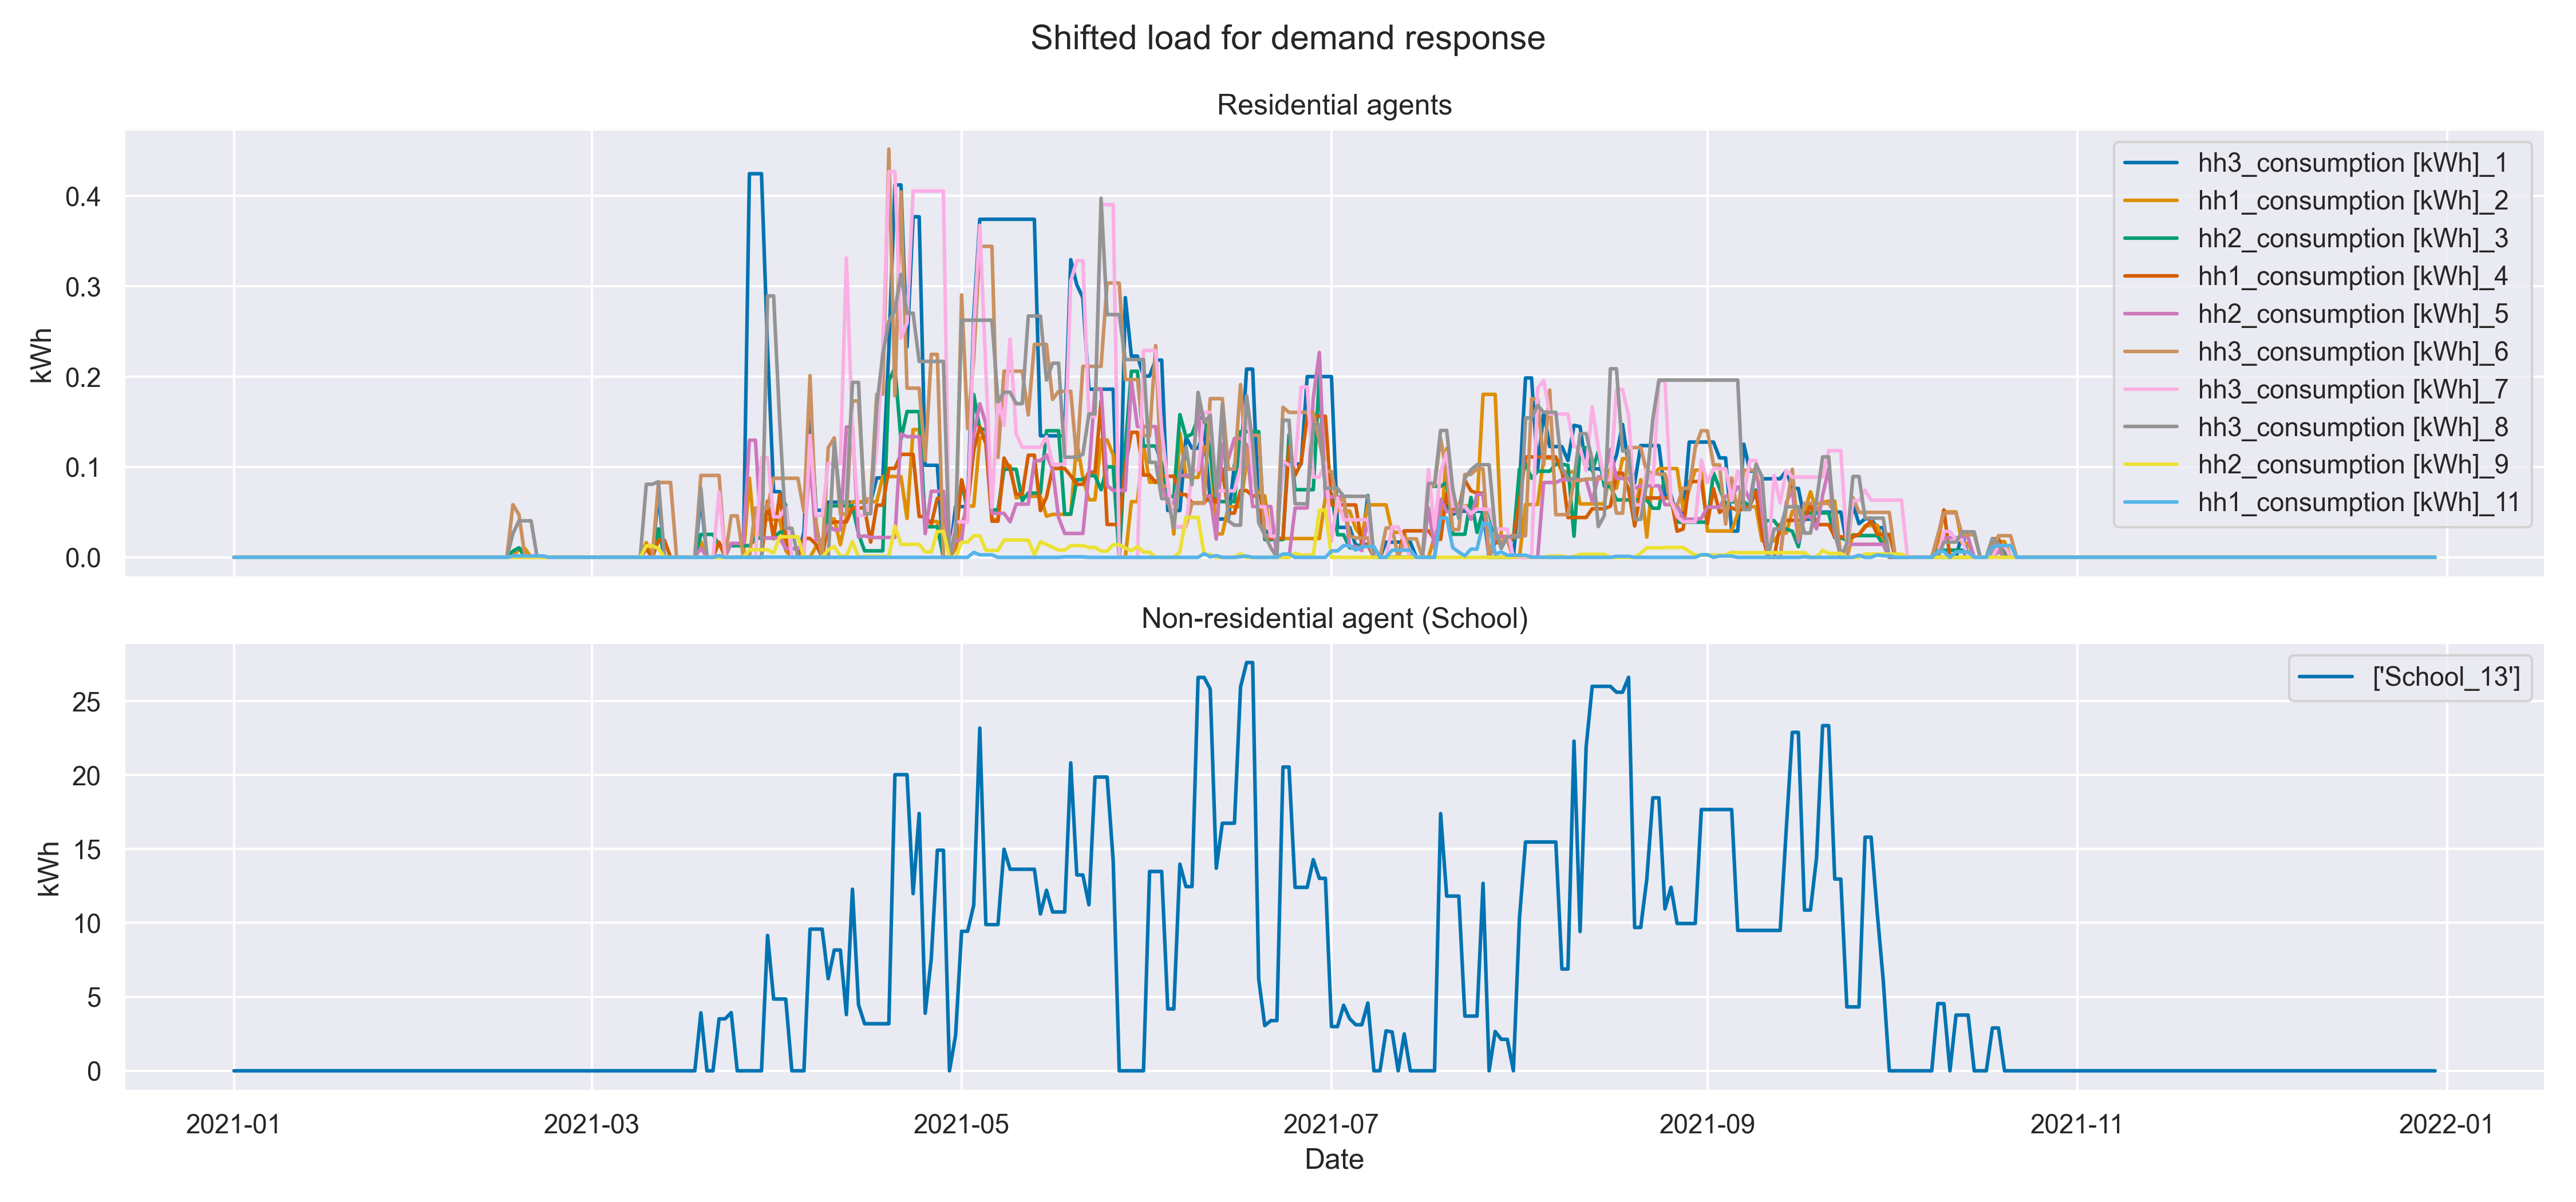 Shifted load for demand response
Residential agents
kWh
0.4
0.3
0.2
0.1
0.0
hh3_consumption [kWh]_1
hh1_consumption [kWh]_2
hh2_consumption [kWh]_3
hh1_consumption [kWh]_4
hh2_consumption [kWh]_5
hh3_consumption [kWh]_6
hh3_consumption [kWh]_7
hh3_consumption [kWh]_8
hh2_consumption [kWh]_9
hh1_consumption [kWh]_11
Non-residential agent (School)
kWh
25
20
15
10
5
0
['School_13']
2021-01 2021-03 2021-05 2021-07 2021-09 2021-11 2022-01
Date